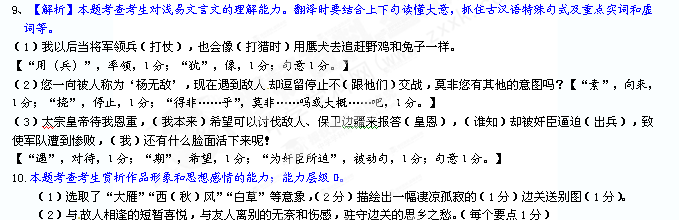 9、【解析】本题考查考生对浅易文言文的理解能力。翻译时要结合上下句读懂大意，抓住古汉语特殊句式及重点实词和虚
词等。
（1）我以后当将军领兵（打仗），也会像（打猎时）用鹰犬去追赶野鸡和兔子一样。
【“用（兵）”，率领，1分；“犹”，像，1分；句意1分。】
（2）您一向被人称为‘杨无敌’，现在遇到敌人却逗留停止不（跟他们）交战，莫非您有其他的意图吗？【“素”，向来，
1分；“挠”，停止，1分；“得非……乎”，莫非……吗或大概……吧，1分。】
（3）太宗皇帝待我恩重，（我本来）希望可以讨伐敌人、保卫边疆来报答（皇恩），（谁知）却被奸臣逼迫（出兵），致
使军队遭到惨败，（我）还有什么脸面活下来呢！
【“遇”，对待，1分；“期”，希望，1分；“为奸臣所迫”，被动句，1分；句意1分。】
10．本题考查考生赏析作品形象和思想感情的能力；能力层级D。
（1）选取了“大雁”“西（秋）风”“白草”等意象，（2分）描绘出一幅凄凉孤寂的（1分）边关送别图（1分）。
（2）与故人相逢的短暂喜悦，与友人离别的无奈和伤感，驻守边关的思乡之愁。（每个要点1分）